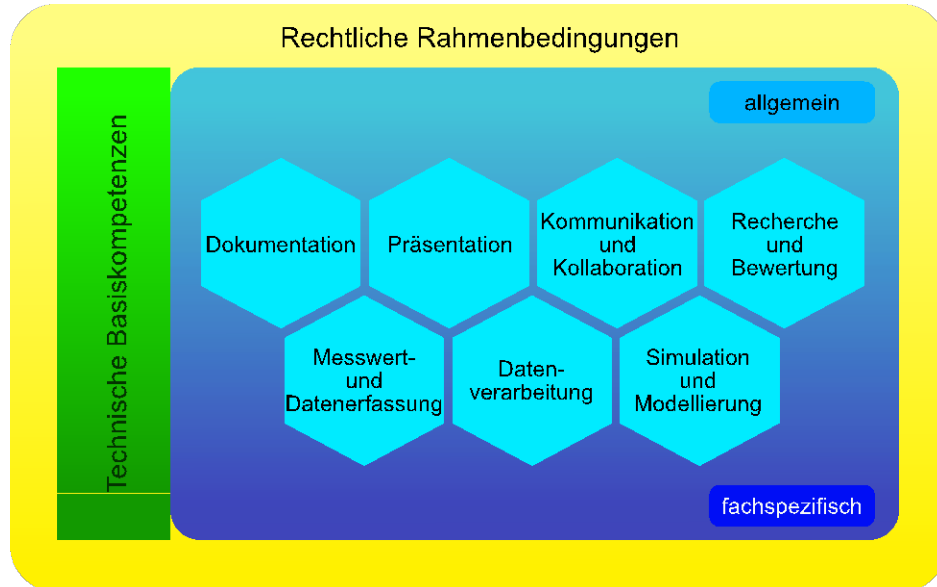 Rechtliche Rahmenbedingungen
allgemein
Technische Basiskompetenzen
Dokumentation
Präsentation
Kommunikation
und
Kollaboration
Recherche
und
Bewertung
Messwert-
und
Datenerfassung
Daten-
verarbeitung
Simulation
und
Modellierung
fachspezifisch